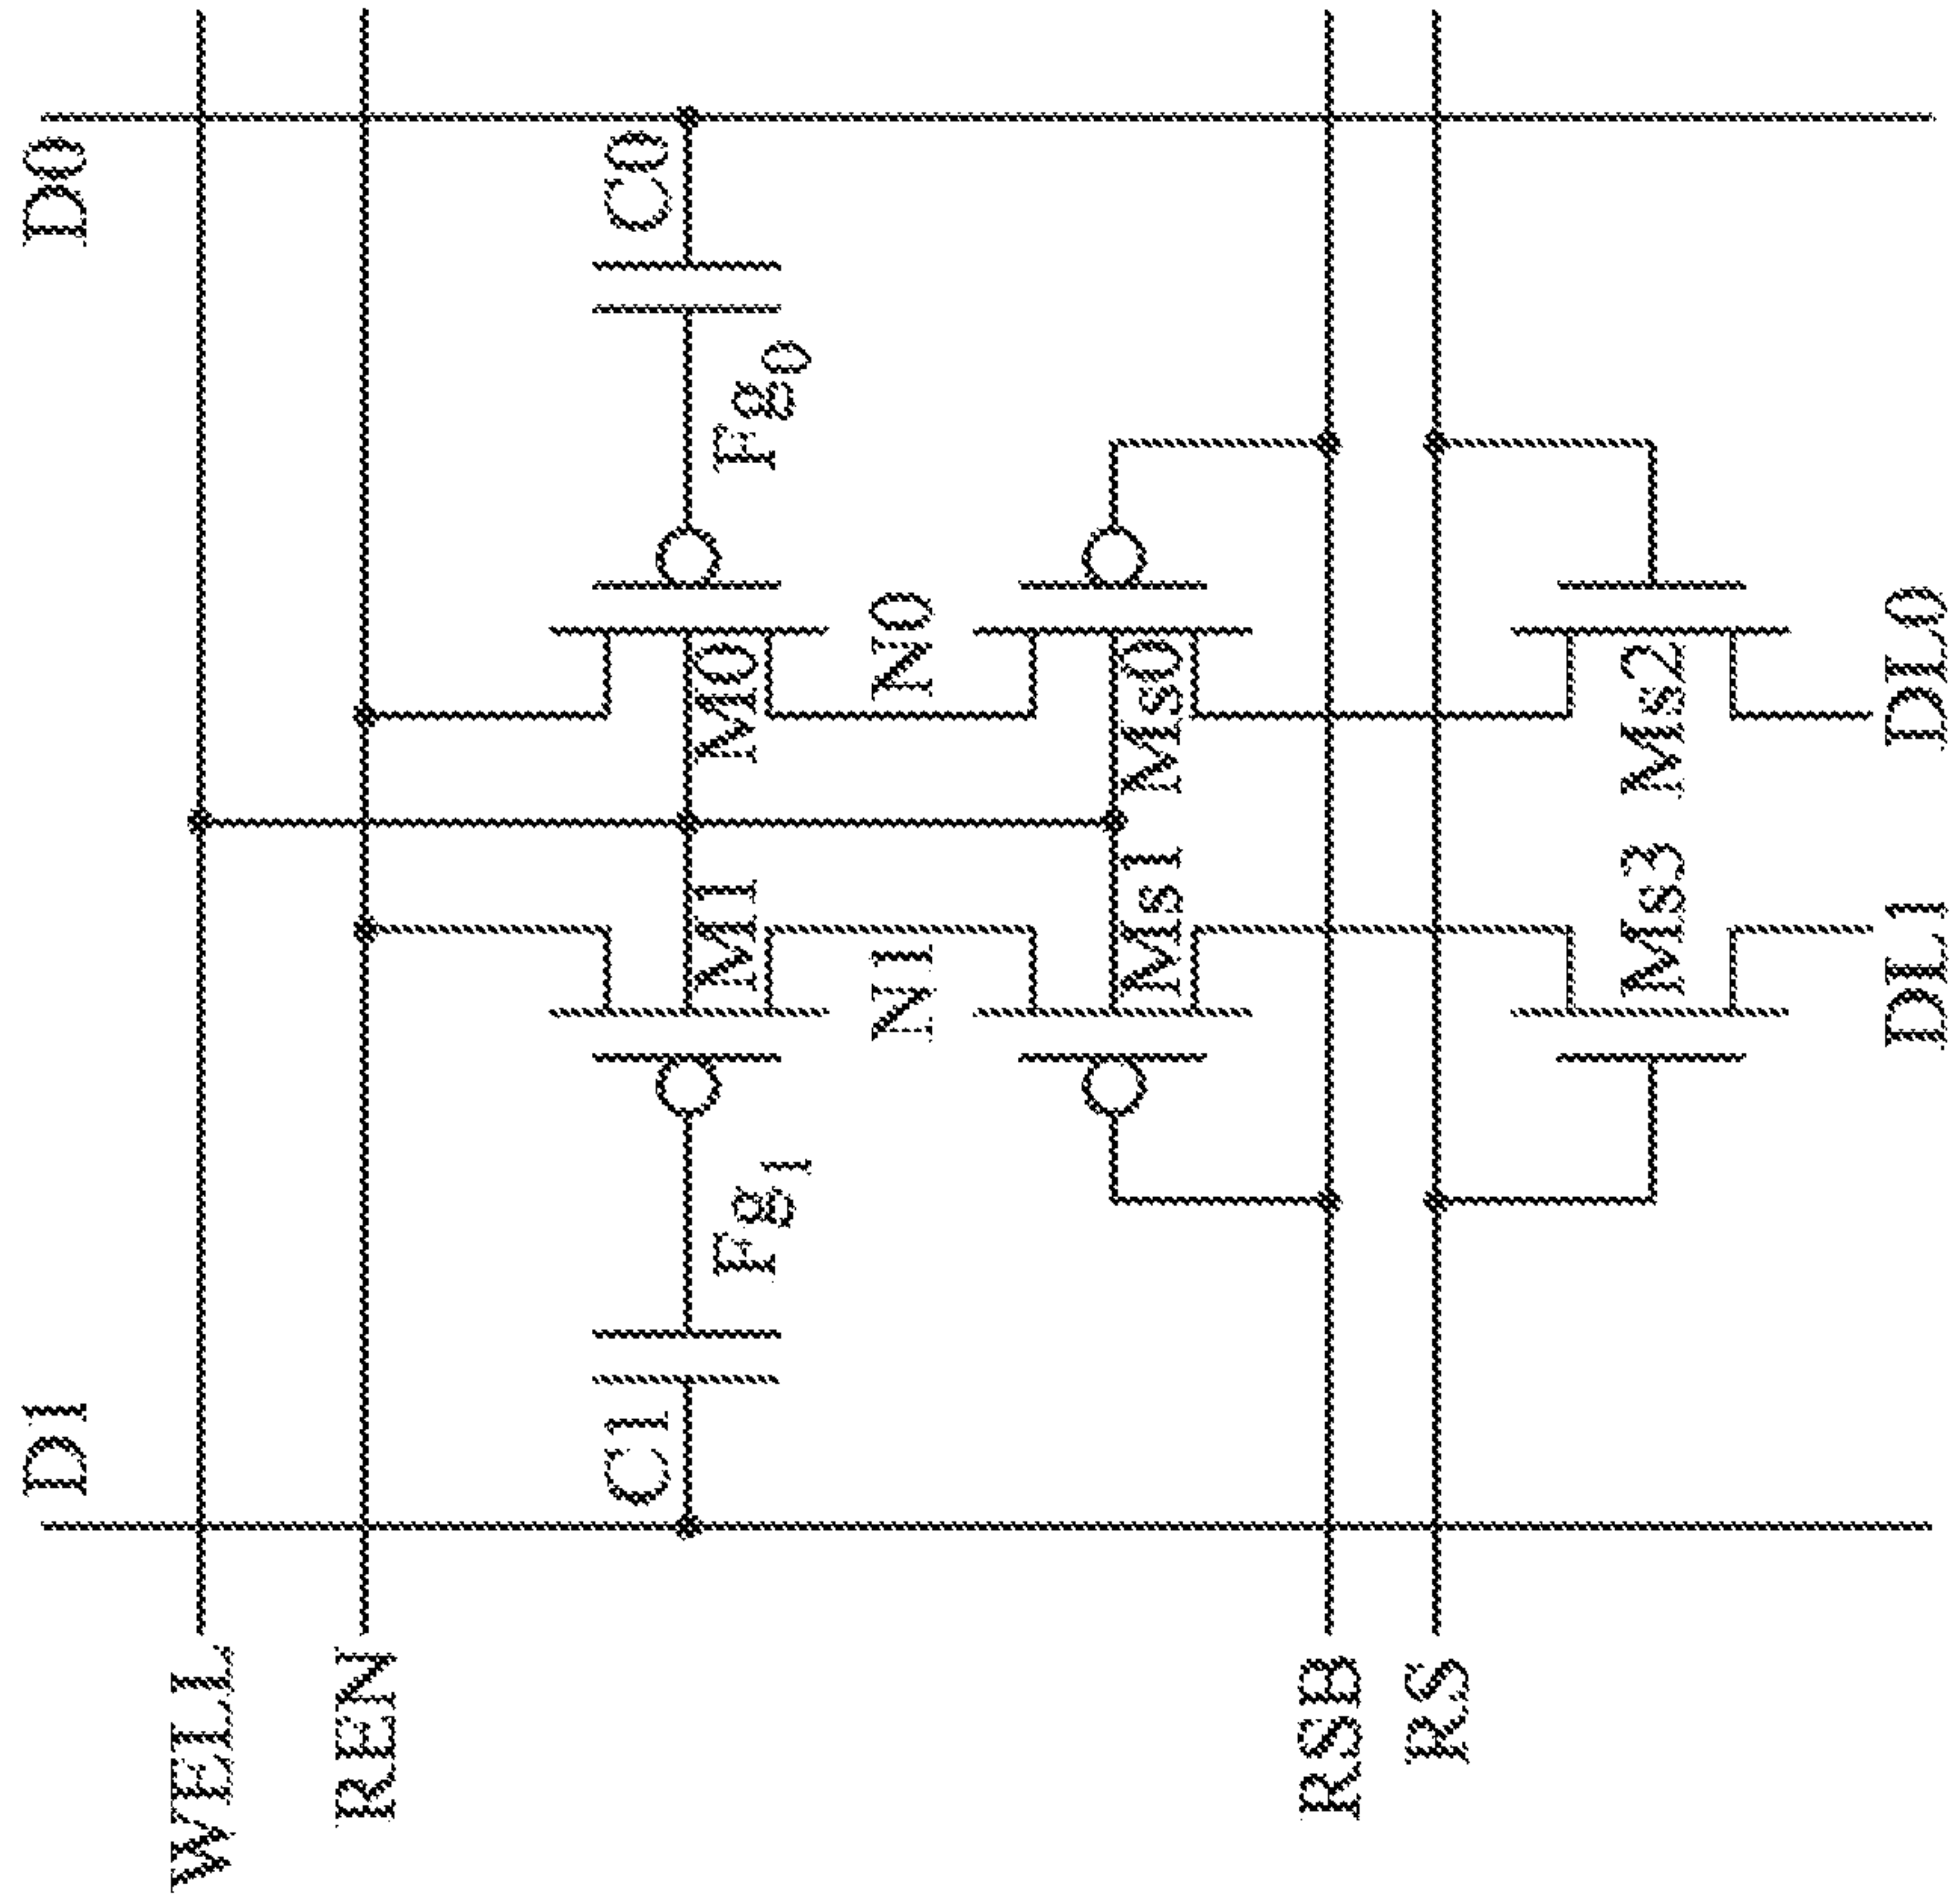 D1 D0
WELL
REN
C1 C0
Fg₁ M1 M0 Fg₀
N1 N0
Ms1 Ms0
RSB
RS
Ms3 Ms2
DL1 DL0